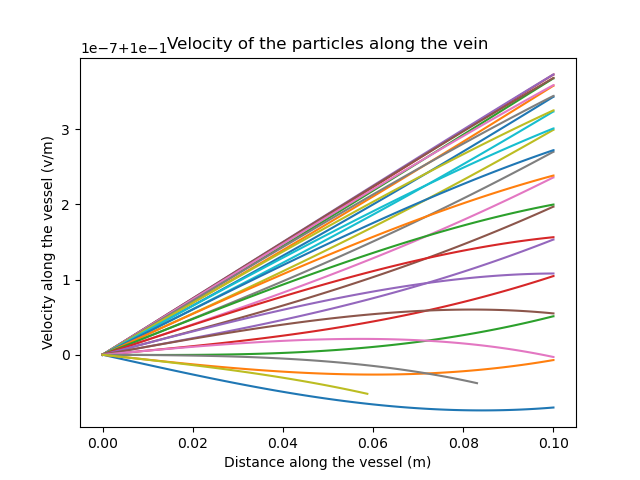 Velocity of the particles along the vein
1e−7+1e−1
Velocity along the vessel (v/m)
3
2
1
0
0.00 0.02 0.04 0.06 0.08 0.10
Distance along the vessel (m)